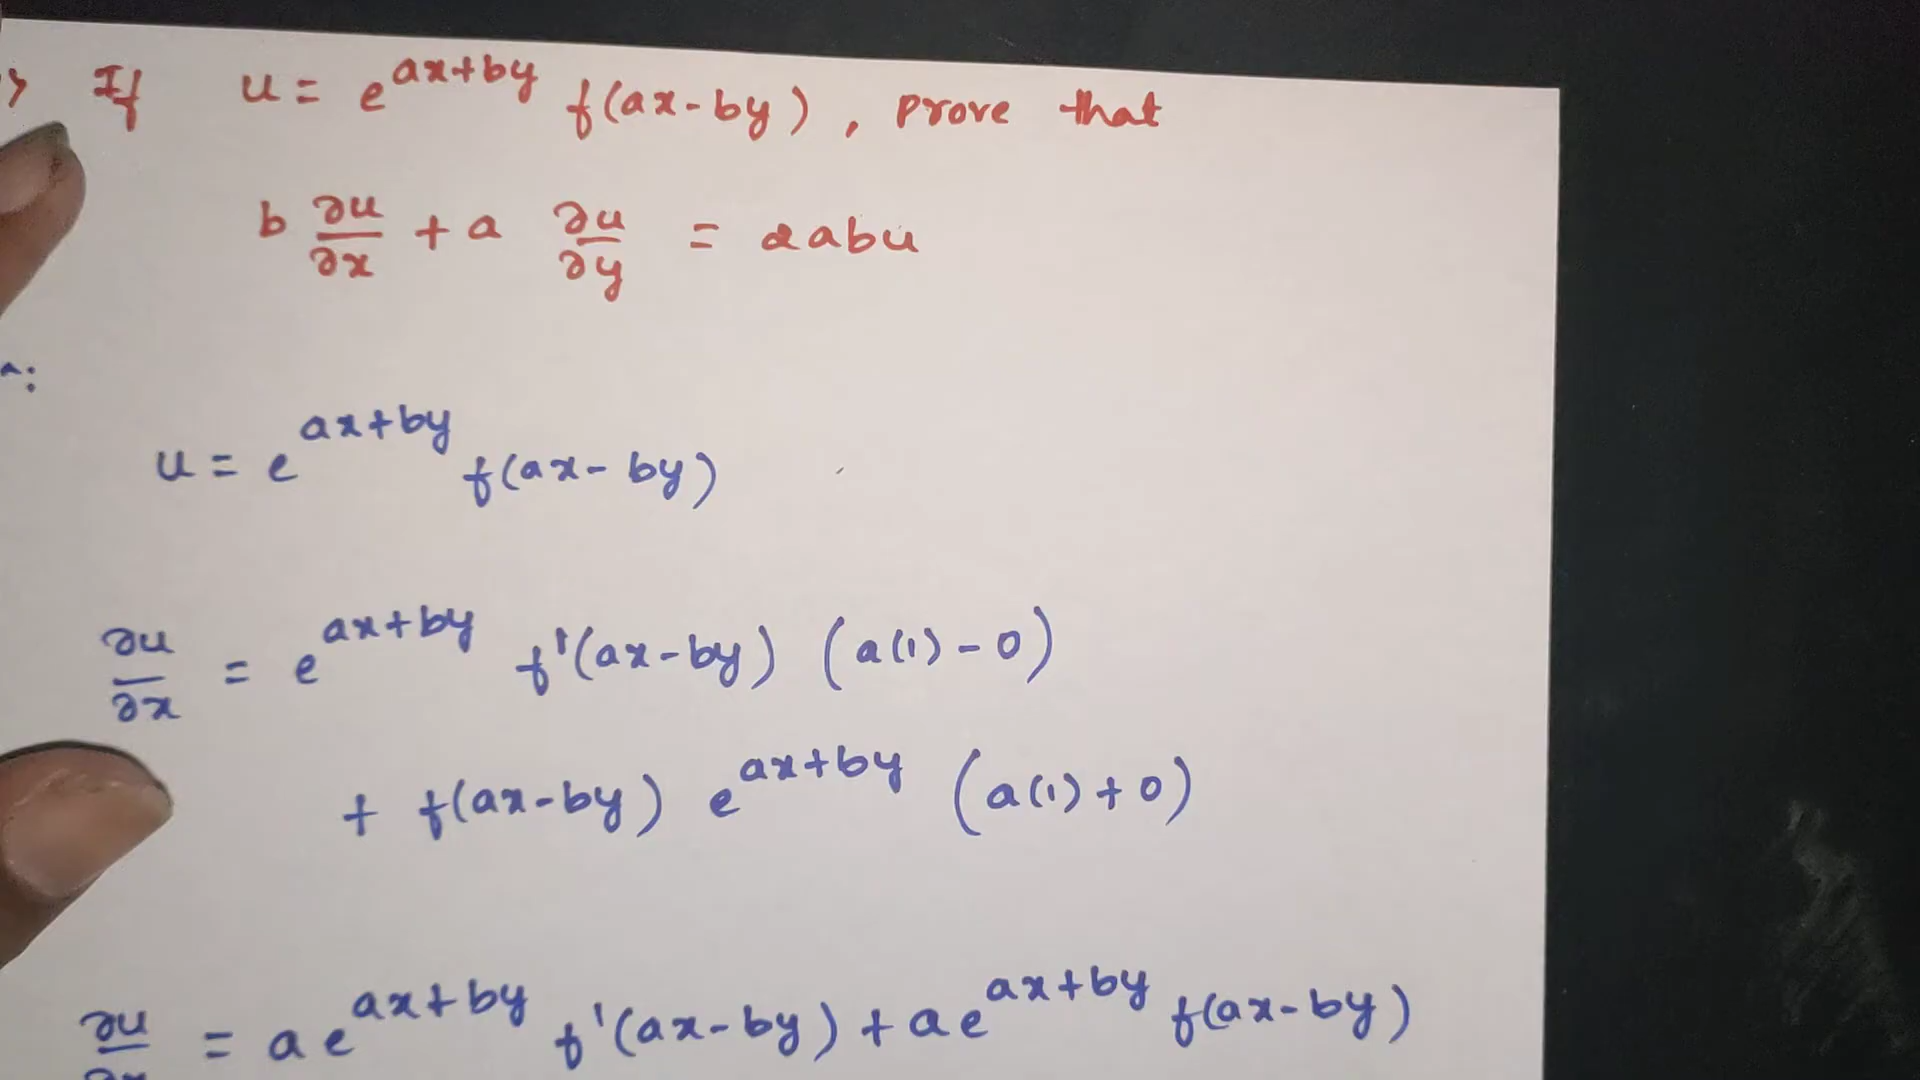 If u = e^{ax+by} f(ax-by), prove that
b ∂u/∂x + a ∂u/∂y = 2abu
u = e^{ax+by} f(ax-by)
∂u/∂x = e^{ax+by} f'(ax-by) (a(1)-0)
+ f(ax-by) e^{ax+by} (a(1)+0)
∂u/∂x = a e^{ax+by} f'(ax-by) + a e^{ax+by} f(ax-by)